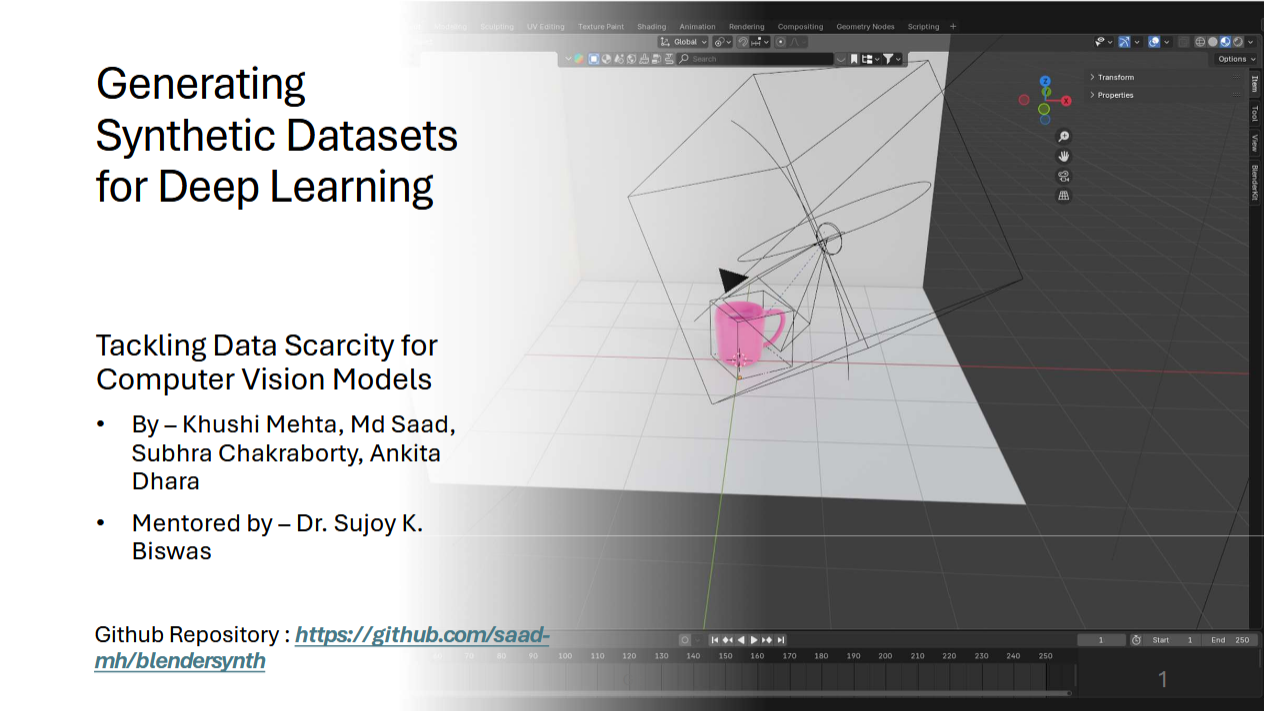 Generating
Synthetic Datasets
for Deep Learning
Tackling Data Scarcity for
Computer Vision Models
• By – Khushi Mehta, Md Saad,
Subhra Chakraborty, Ankita
Dhara
• Mentored by – Dr. Sujoy K.
Biswas
Github Repository : https://github.com/saad-
mh/blendersynth
Sculpting UV Editing Texture Paint Shading Animation Rendering Compositing Geometry Nodes Scripting +
Global
Search
Options
Transform
Properties
Item
Tool
View
BlenderKit
Z
Y
X
1 Start 1 End 250
70 80 90 100 110 120 130 140 150 160 170 180 190 200 210 220 230 240 250
1